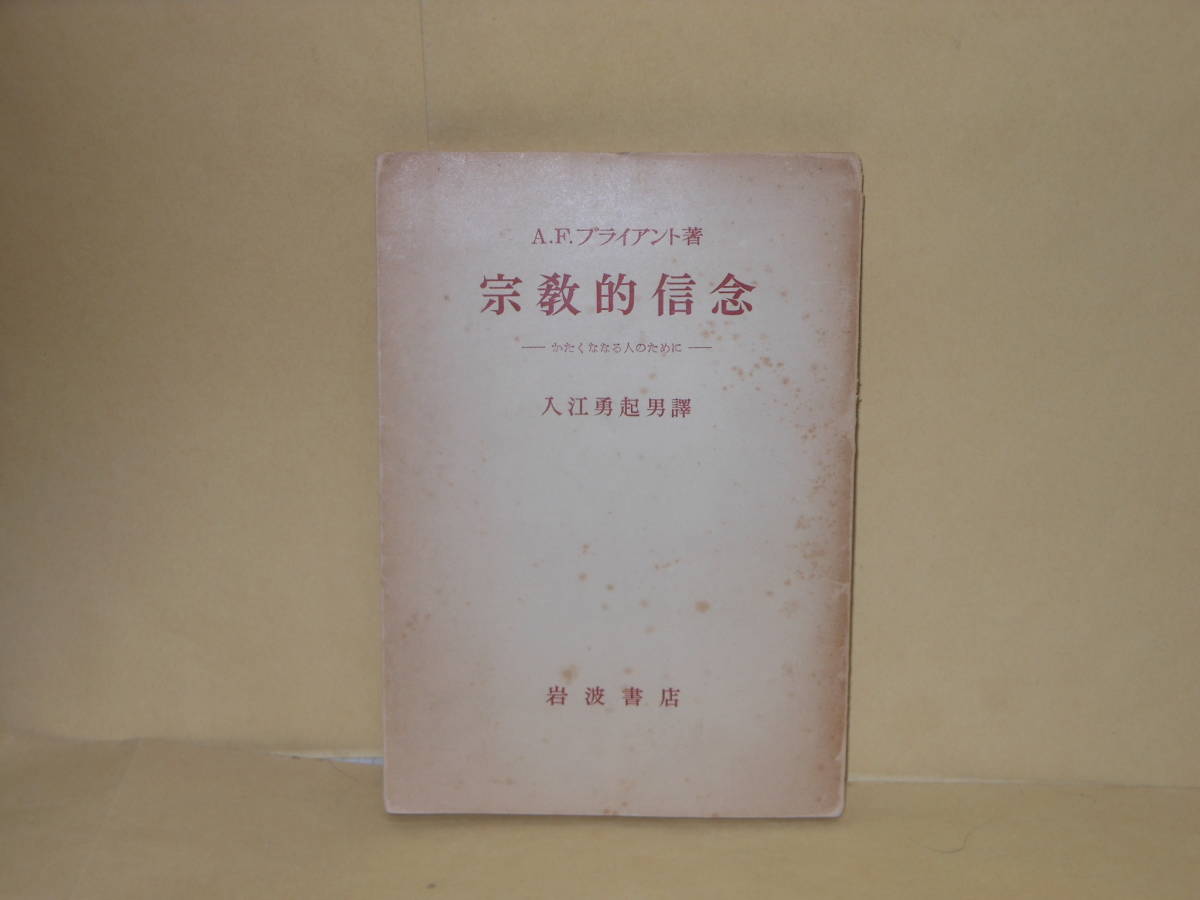 A.F.ブライアント著
宗教的信念
── かたくななる人のために ──
入江勇起男譯
岩波書店